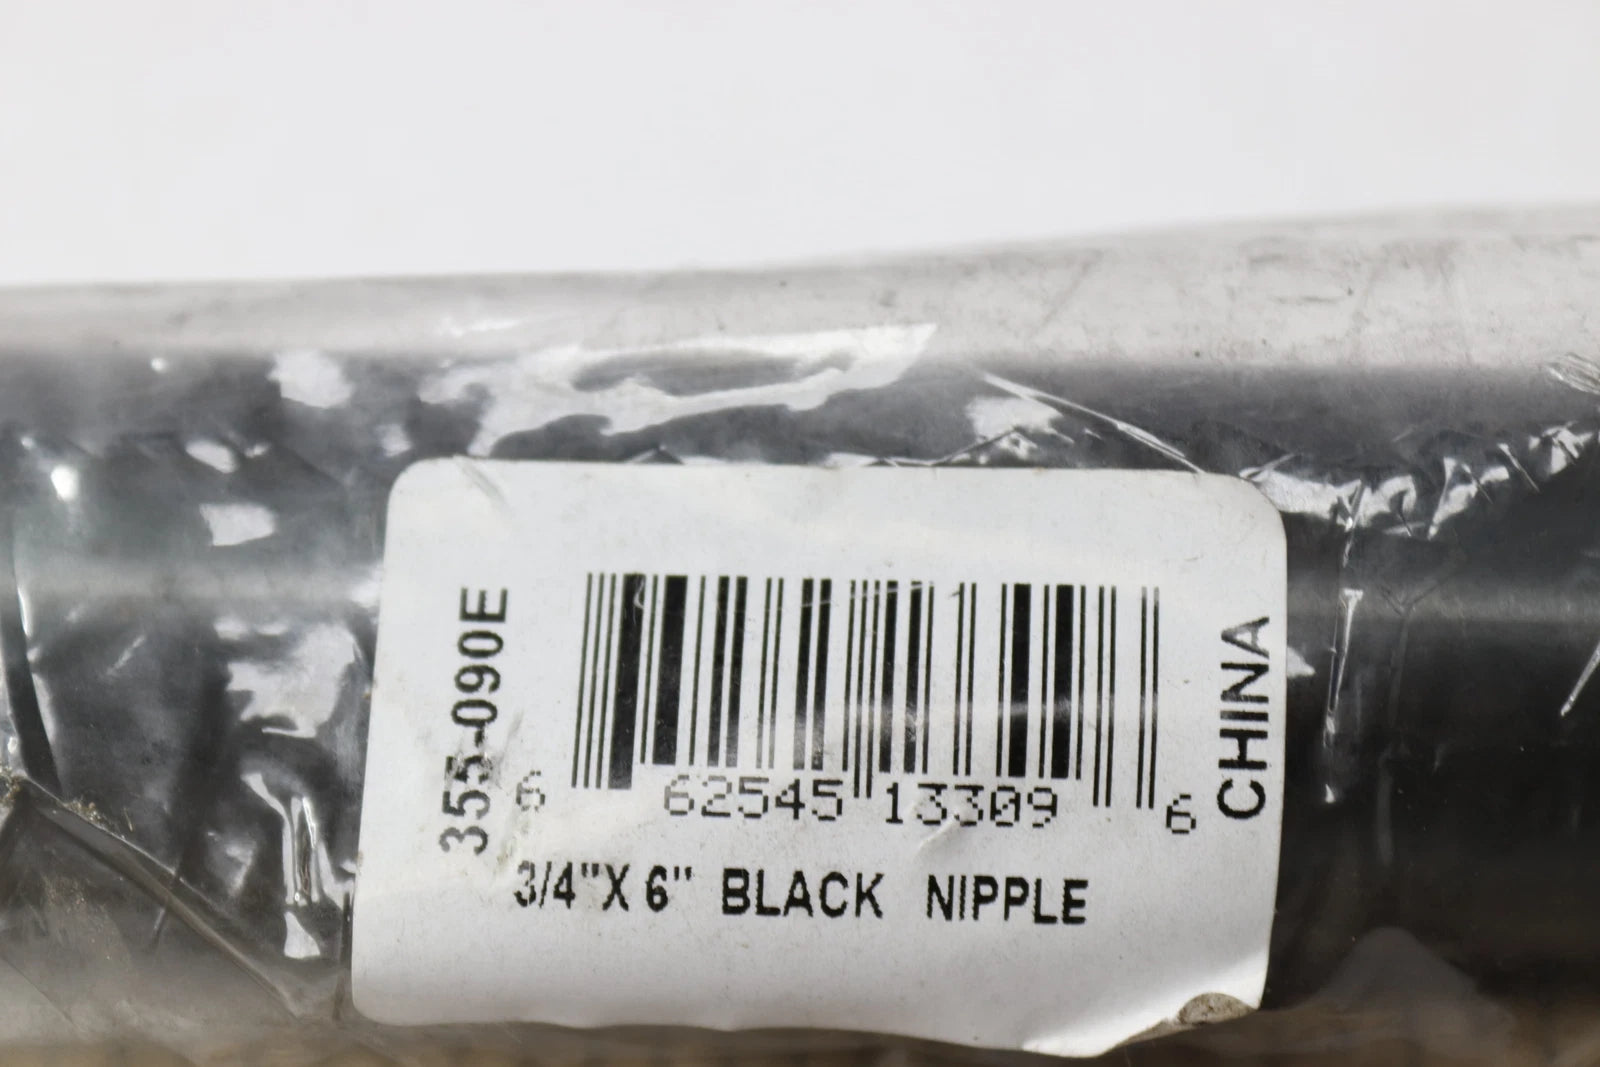 355-090E
6 62545 13309 6
3/4"X 6" BLACK NIPPLE
CHINA